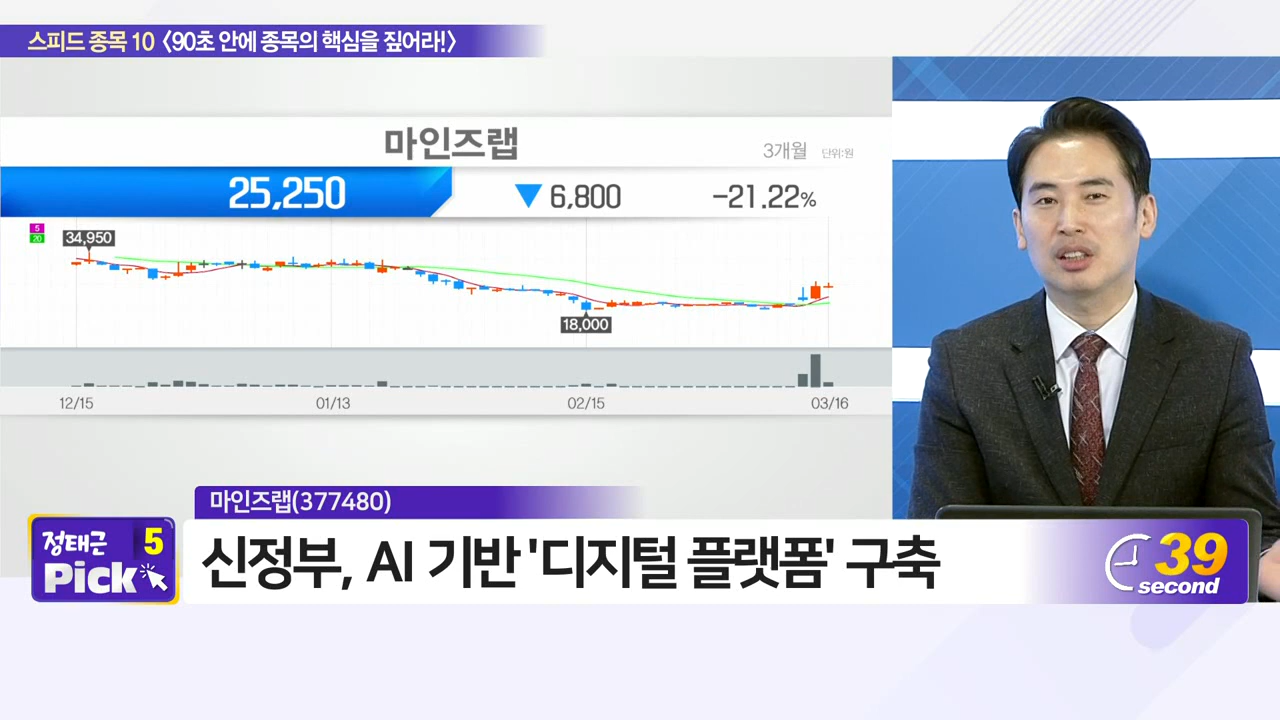 스피드 종목 10 〈90초 안에 종목의 핵심을 짚어라!〉
마인즈랩
3개월 단위:원
25,250 ▼ 6,800 -21.22%
5
20
34,950
18,000
12/15 01/13 02/15 03/16
마인즈랩(377480)
정태근 5
Pick
신정부, AI 기반 '디지털 플랫폼' 구축
39
second